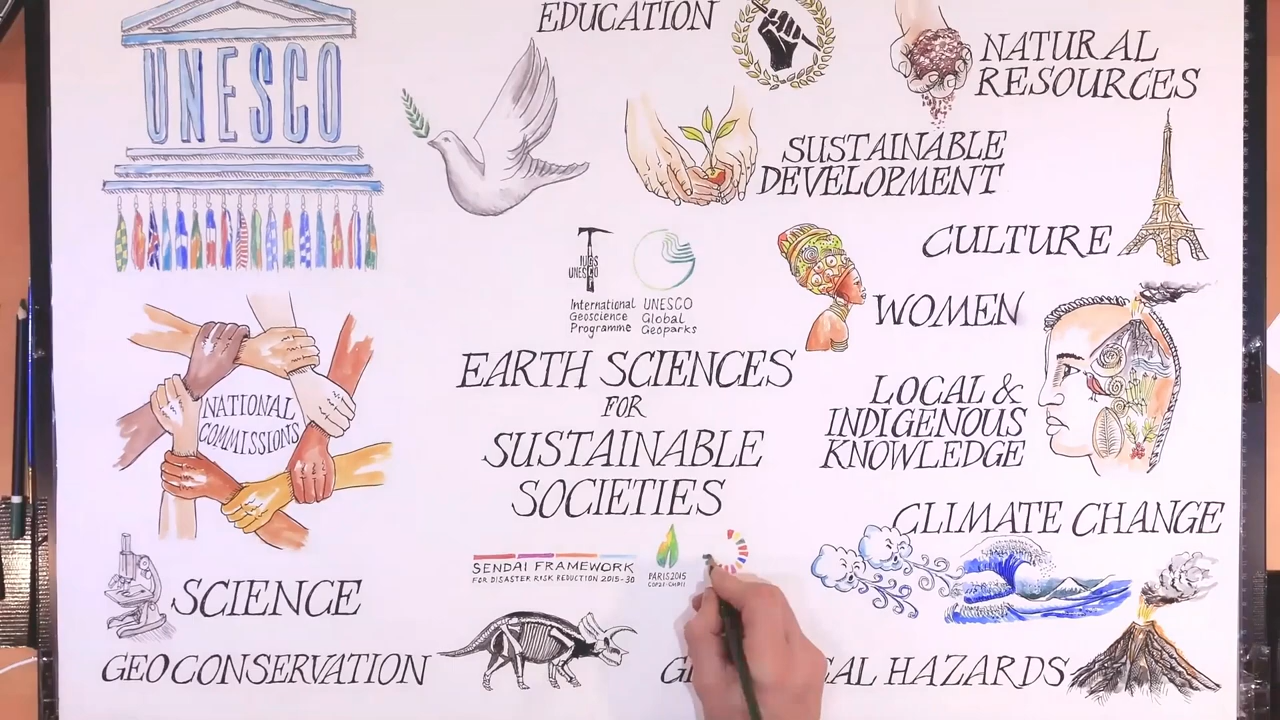 UNESCO
EDUCATION
NATURAL
RESOURCES
SUSTAINABLE
DEVELOPMENT
CULTURE
IUGS
UNESCO
International
Geoscience
Programme
UNESCO
Global
Geoparks
WOMEN
EARTH SCIENCES
FOR
SUSTAINABLE
SOCIETIES
LOCAL &
INDIGENOUS
KNOWLEDGE
NATIONAL
COMMISSIONS
CLIMATE CHANGE
SENDAI FRAMEWORK
FOR DISASTER RISK REDUCTION 2015-30
PARIS2015
COP21·CMP11
SCIENCE
GEOCONSERVATION
HAZARDS